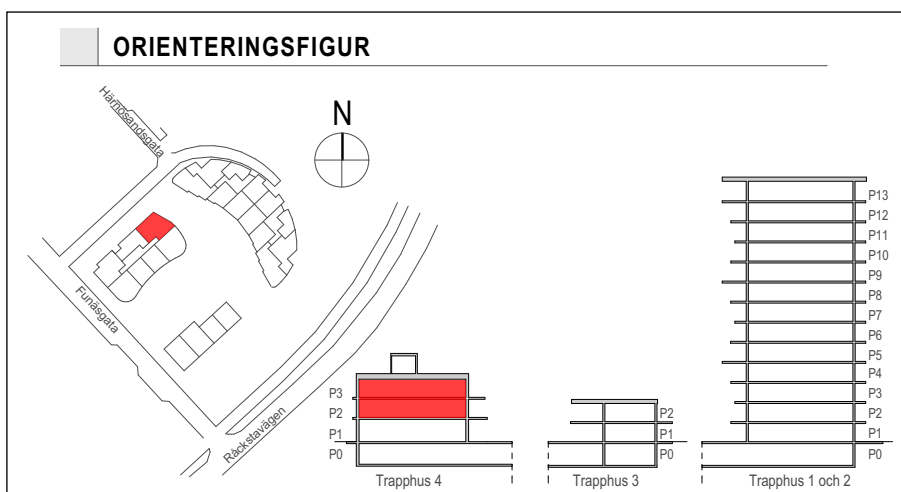 ORIENTERINGSFIGUR
Härnösandsgata
N
Funäsgata
Räckstavägen
P3
P2
P1
P0
Trapphus 4
P2
P1
P0
Trapphus 3
P13
P12
P11
P10
P9
P8
P7
P6
P5
P4
P3
P2
P1
P0
Trapphus 1 och 2